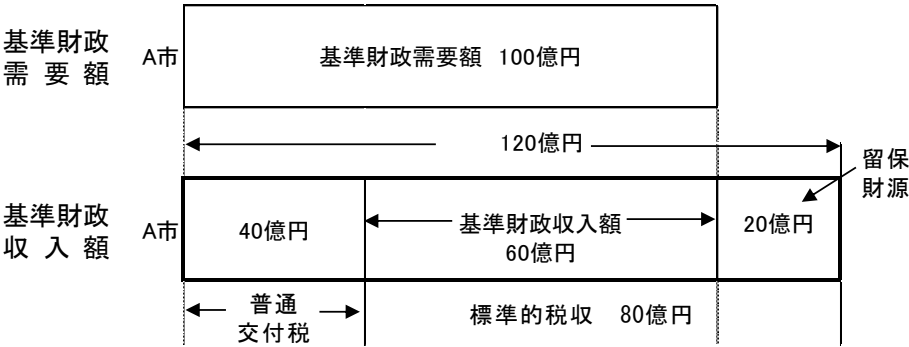 基準財政
需要額
A市
基準財政需要額 100億円
120億円
留保
財源
基準財政
収入額
A市
40億円
基準財政収入額
60億円
20億円
普通
交付税
標準的税収 80億円